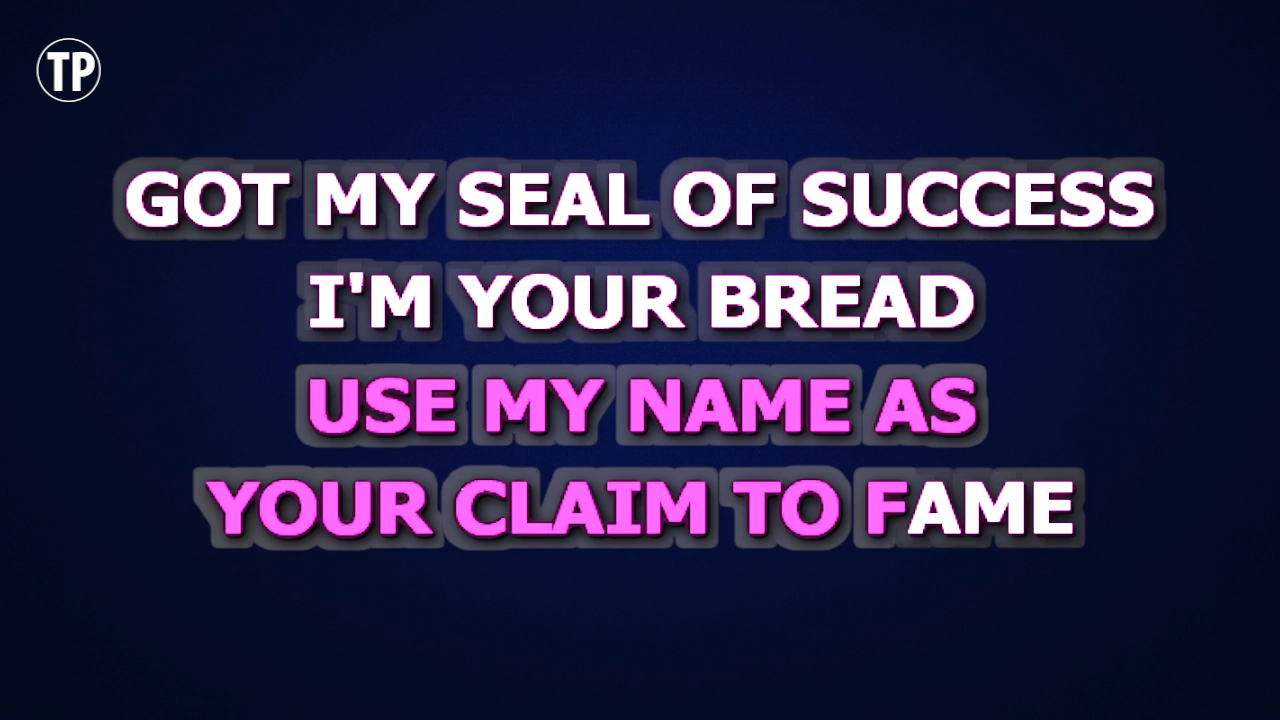 TP
GOT MY SEAL OF SUCCESS
I'M YOUR BREAD
USE MY NAME AS
YOUR CLAIM TO FAME